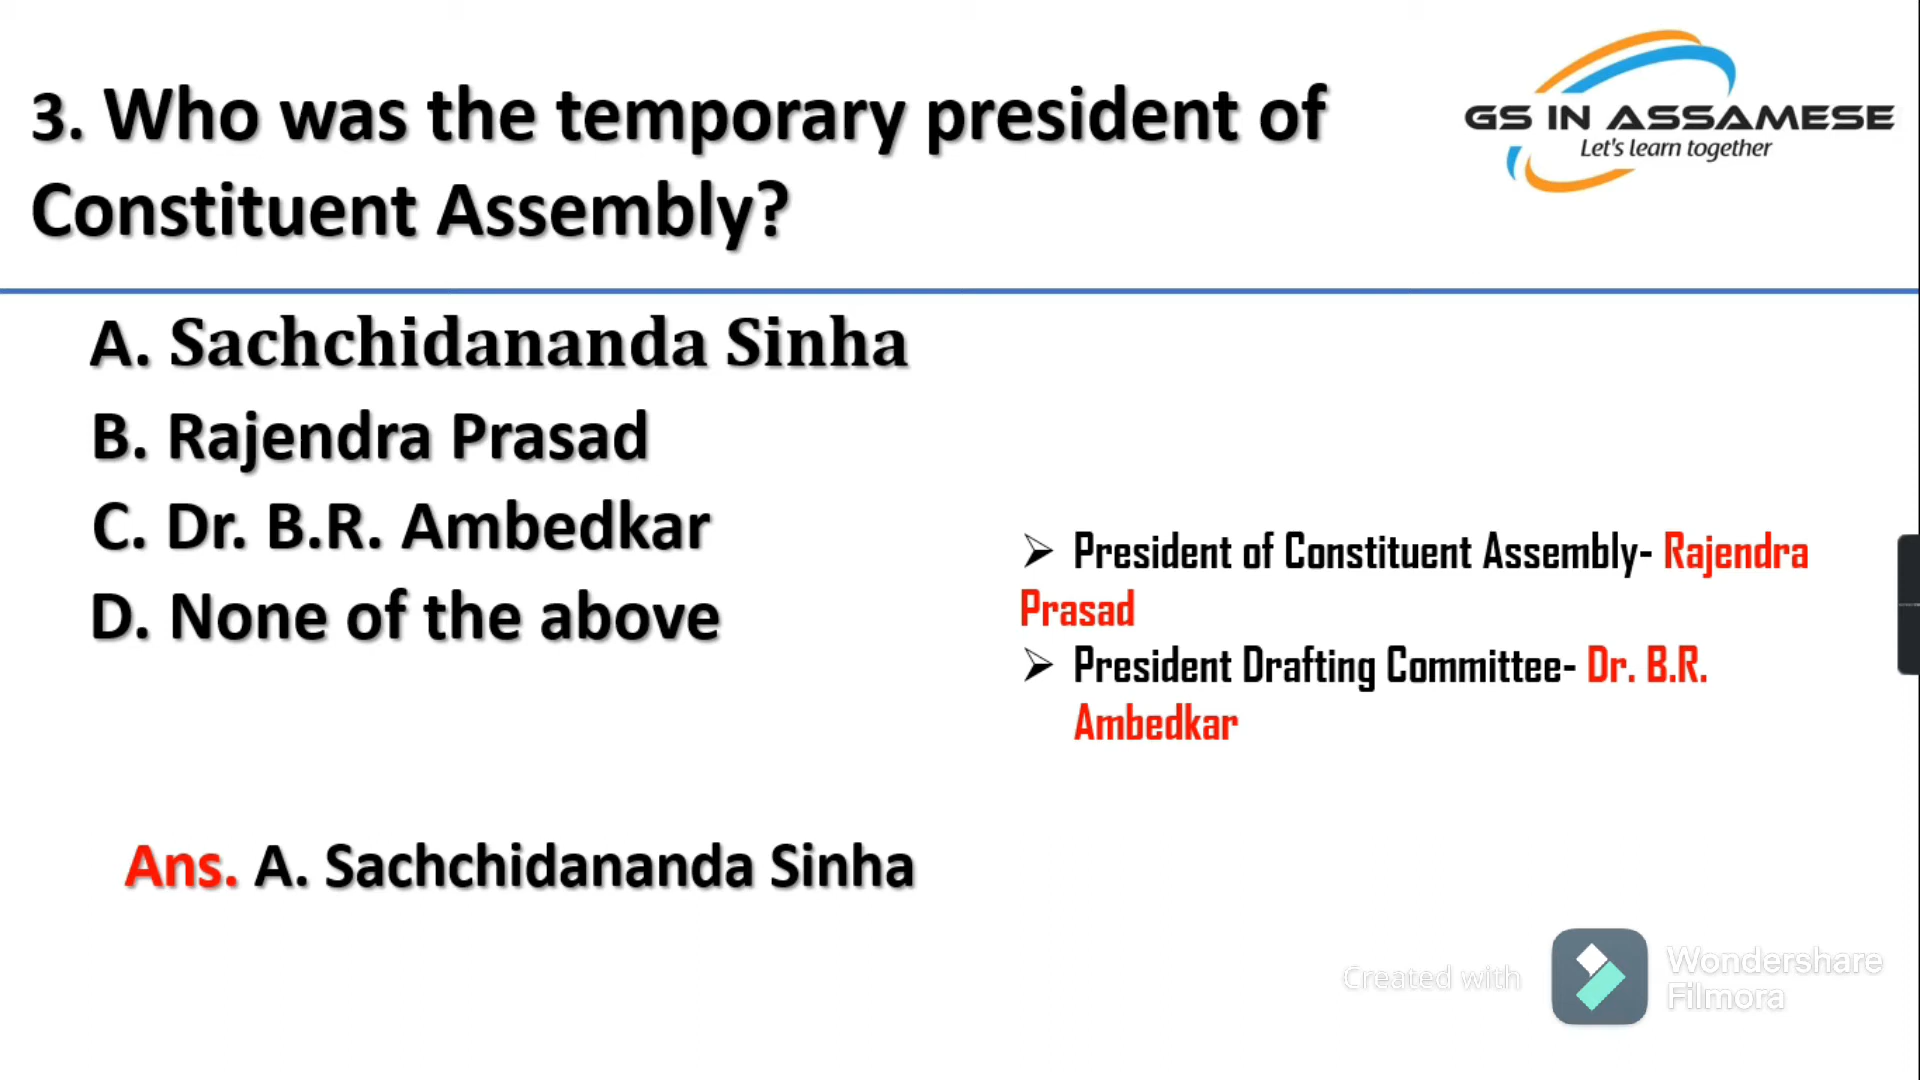 3. Who was the temporary president of
Constituent Assembly?
GS IN ASSAMESE
Let's learn together
A. Sachchidananda Sinha
B. Rajendra Prasad
C. Dr. B.R. Ambedkar
D. None of the above
➢ President of Constituent Assembly- Rajendra
Prasad
➢ President Drafting Committee- Dr. B.R.
Ambedkar
Ans. A. Sachchidananda Sinha
Created with
Wondershare
Filmora